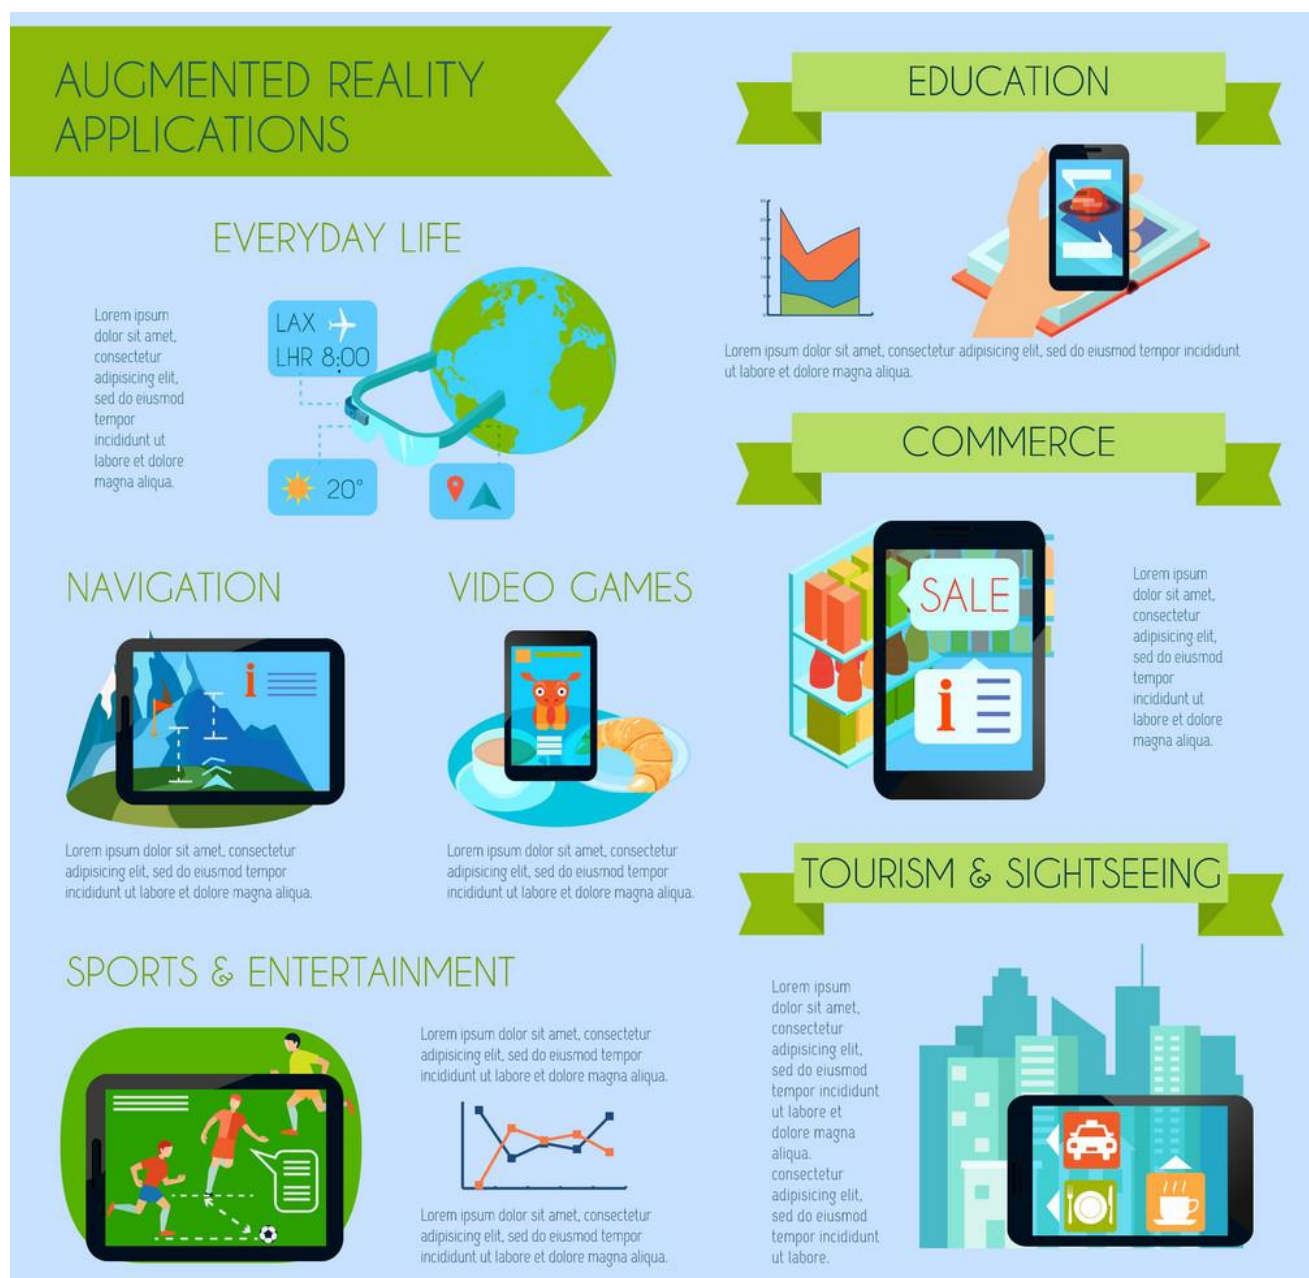 AUGMENTED REALITY
APPLICATIONS
EVERYDAY LIFE
Lorem ipsum
dolor sit amet,
consectetur
adipisicing elit,
sed do eiusmod
tempor
incididunt ut
labore et dolore
magna aliqua.
LAX
LHR 8:00
20°
NAVIGATION
i
Lorem ipsum dolor sit amet, consectetur
adipisicing elit, sed do eiusmod tempor
incididunt ut labore et dolore magna aliqua.
VIDEO GAMES
Lorem ipsum dolor sit amet, consectetur
adipisicing elit, sed do eiusmod tempor
incididunt ut labore et dolore magna aliqua.
SPORTS & ENTERTAINMENT
Lorem ipsum dolor sit amet, consectetur
adipisicing elit, sed do eiusmod tempor
incididunt ut labore et dolore magna aliqua.
Lorem ipsum dolor sit amet, consectetur
adipisicing elit, sed do eiusmod tempor
incididunt ut labore et dolore magna aliqua.
EDUCATION
Lorem ipsum dolor sit amet, consectetur adipisicing elit, sed do eiusmod tempor incididunt
ut labore et dolore magna aliqua.
COMMERCE
SALE
i
Lorem ipsum
dolor sit amet,
consectetur
adipisicing elit,
sed do eiusmod
tempor
incididunt ut
labore et dolore
magna aliqua.
TOURISM & SIGHTSEEING
Lorem ipsum
dolor sit amet,
consectetur
adipisicing elit,
sed do eiusmod
tempor incididunt
ut labore et
dolore magna
aliqua.
consectetur
adipisicing elit,
sed do eiusmod
tempor incididunt
ut labore.